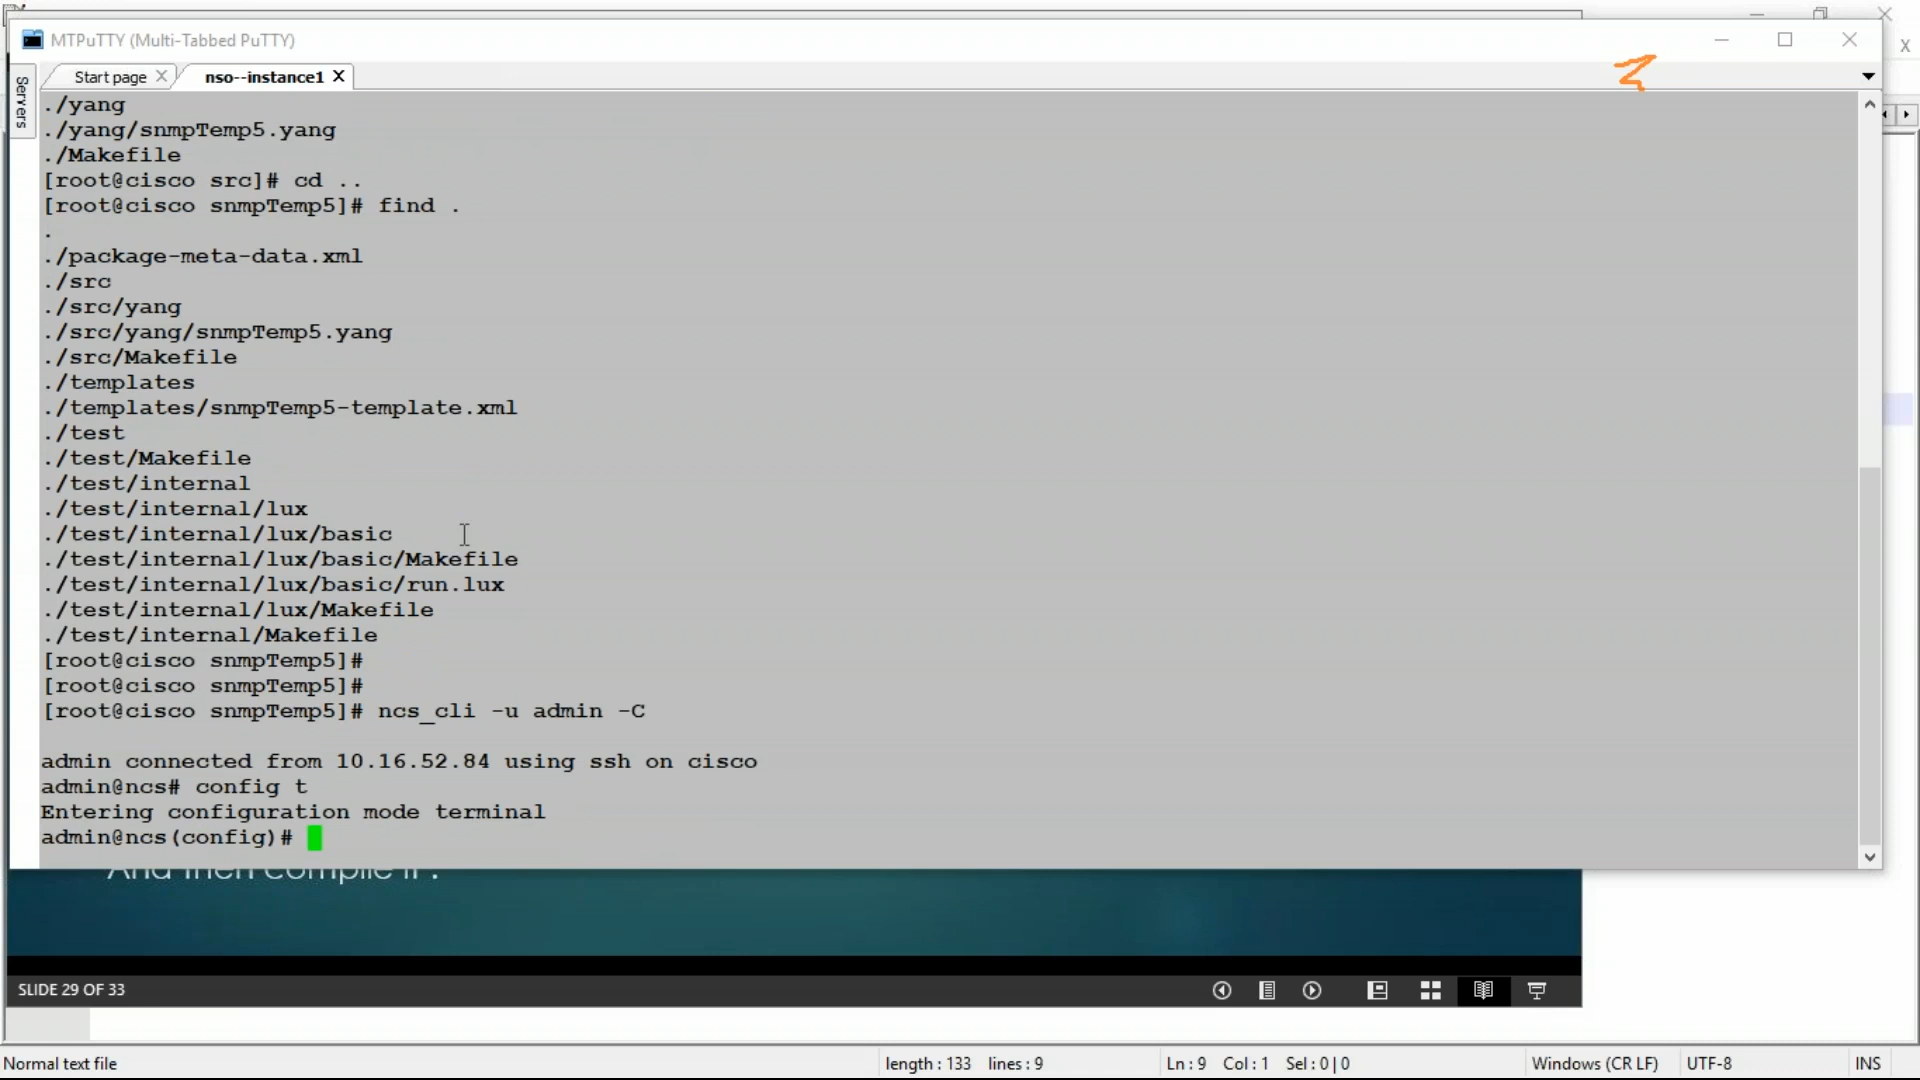 MTPuTTY (Multi-Tabbed PuTTY)
Servers
Start page
nso--instance1
./yang
./yang/snmpTemp5.yang
./Makefile
[root@cisco src]# cd ..
[root@cisco snmpTemp5]# find .
.
./package-meta-data.xml
./src
./src/yang
./src/yang/snmpTemp5.yang
./src/Makefile
./templates
./templates/snmpTemp5-template.xml
./test
./test/Makefile
./test/internal
./test/internal/lux
./test/internal/lux/basic
./test/internal/lux/basic/Makefile
./test/internal/lux/basic/run.lux
./test/internal/lux/Makefile
./test/internal/Makefile
[root@cisco snmpTemp5]#
[root@cisco snmpTemp5]#
[root@cisco snmpTemp5]# ncs_cli -u admin -C
admin connected from 10.16.52.84 using ssh on cisco
admin@ncs# config t
Entering configuration mode terminal
admin@ncs(config)#
And then compile it .
SLIDE 29 OF 33
Normal text file length : 133 lines : 9 Ln : 9 Col : 1 Sel : 0 | 0 Windows (CR LF) UTF-8 INS